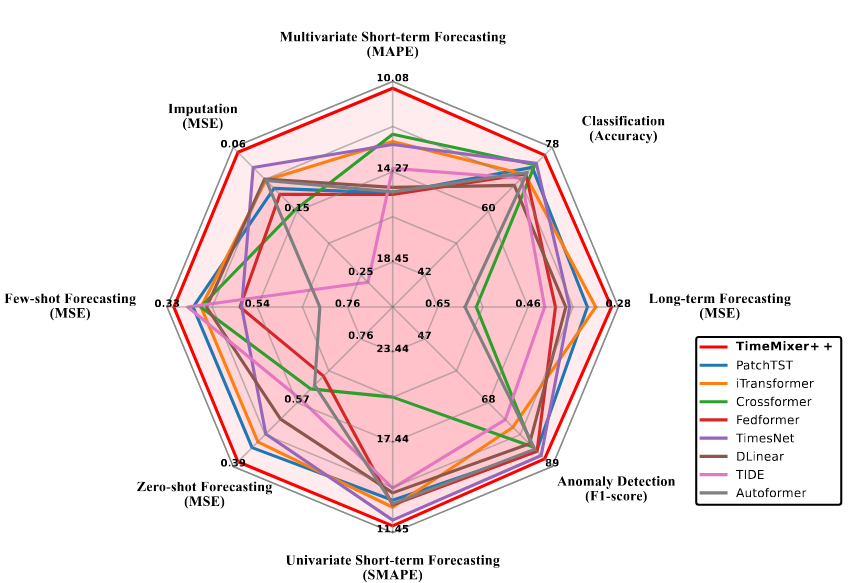 Multivariate Short-term Forecasting
(MAPE)
10.08
Imputation
(MSE)
Classification
(Accuracy)
0.06
78
14.27
0.15
60
18.45
0.25
42
Few-shot Forecasting
(MSE)
0.33
0.54
0.76
0.65
0.46
0.28
Long-term Forecasting
(MSE)
0.76
47
23.44
TimeMixer++
PatchTST
iTransformer
Crossformer
Fedformer
TimesNet
DLinear
TIDE
Autoformer
0.57
68
17.44
0.39
89
Zero-shot Forecasting
(MSE)
Anomaly Detection
(F1-score)
11.45
Univariate Short-term Forecasting
(SMAPE)